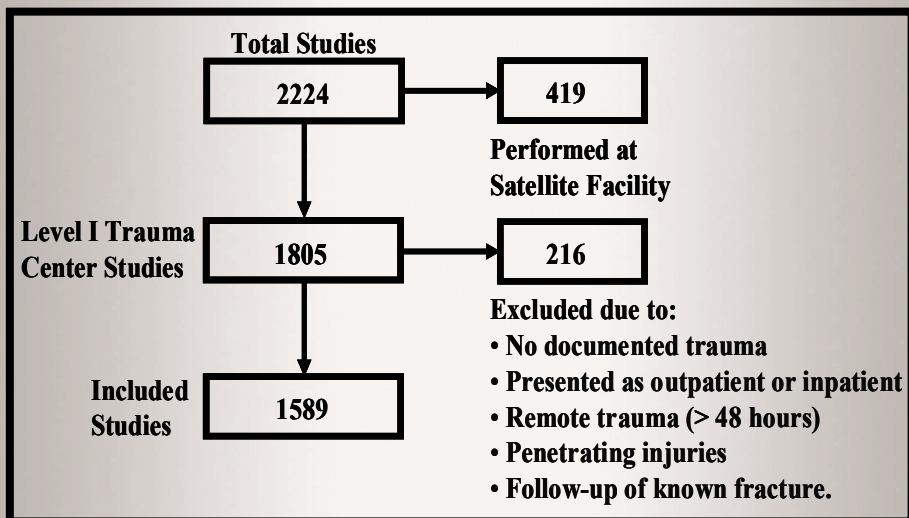 Total Studies
2224
419
Performed at
Satellite Facility
Level I Trauma
Center Studies
1805
216
Excluded due to:
• No documented trauma
• Presented as outpatient or inpatient
• Remote trauma (> 48 hours)
• Penetrating injuries
• Follow-up of known fracture.
Included
Studies
1589